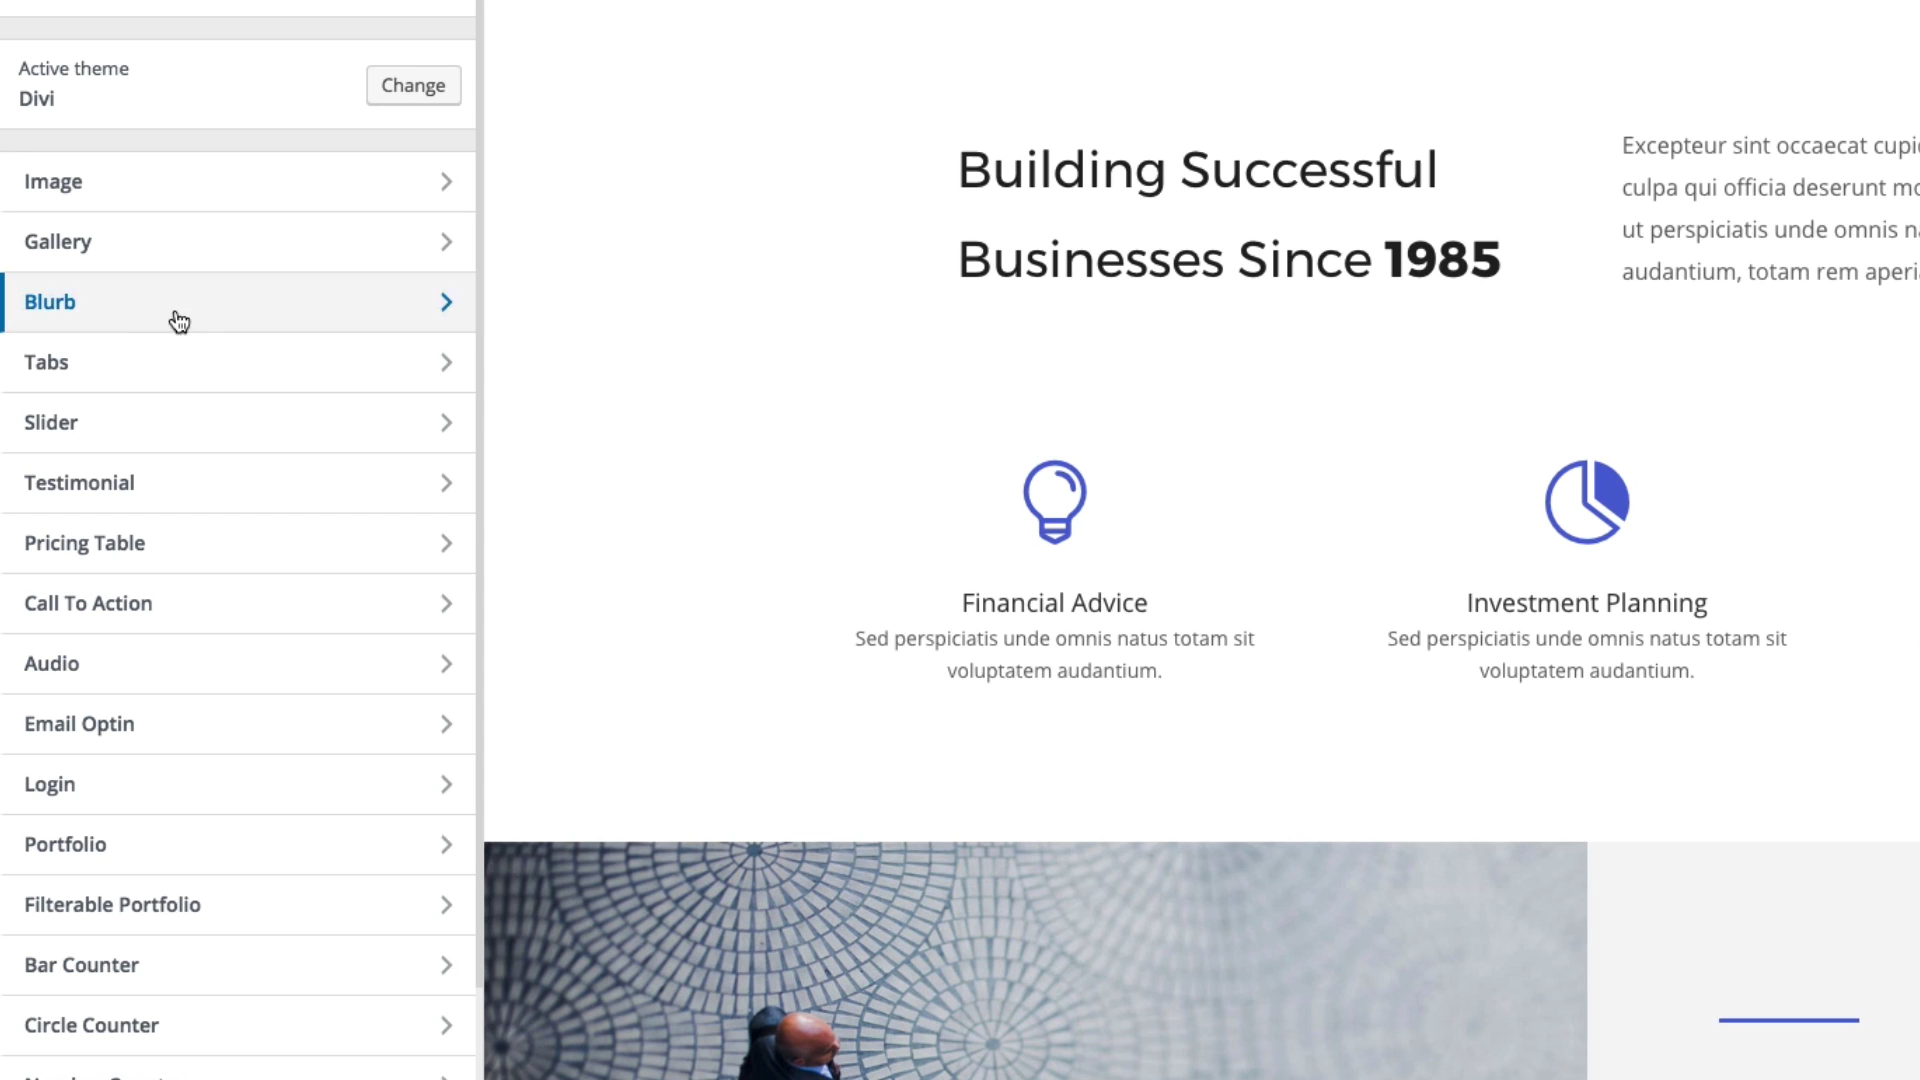 Active theme
Divi
Change
Image
Gallery
Blurb
Tabs
Slider
Testimonial
Pricing Table
Call To Action
Audio
Email Optin
Login
Portfolio
Filterable Portfolio
Bar Counter
Circle Counter
Building Successful
Businesses Since 1985
Excepteur sint occaecat
culpa qui officia deserunt
ut perspiciatis unde omnis
audantium, totam rem
Financial Advice
Sed perspiciatis unde omnis natus totam sit
voluptatem audantium.
Investment Planning
Sed perspiciatis unde omnis natus totam sit
voluptatem audantium.